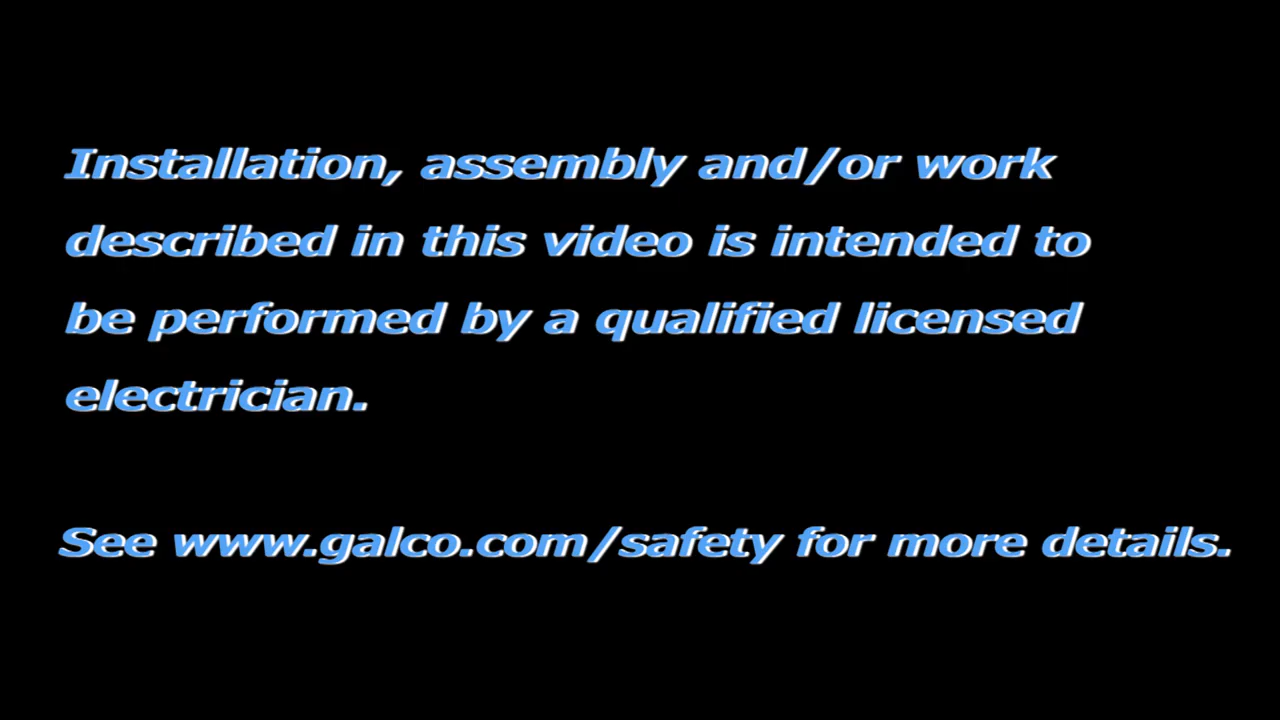 Installation, assembly and/or work
described in this video is intended to
be performed by a qualified licensed
electrician.
See www.galco.com/safety for more details.